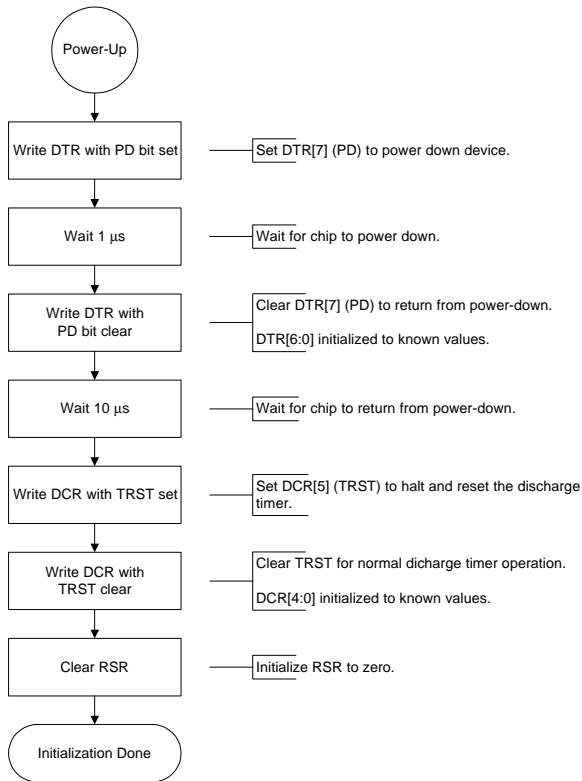 Power-Up
Write DTR with PD bit set
Set DTR[7] (PD) to power down device.
Wait 1 µs
Wait for chip to power down.
Write DTR with
PD bit clear
Clear DTR[7] (PD) to return from power-down.
DTR[6:0] initialized to known values.
Wait 10 µs
Wait for chip to return from power-down.
Write DCR with TRST set
Set DCR[5] (TRST) to halt and reset the discharge
timer.
Write DCR with
TRST clear
Clear TRST for normal dicharge timer operation.
DCR[4:0] initialized to known values.
Clear RSR
Initialize RSR to zero.
Initialization Done